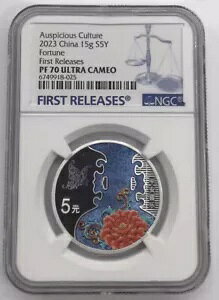 Auspicious Culture
2023 China 15g S5Y
Fortune
First Releases
PF 70 ULTRA CAMEO
6749918-025
FIRST RELEASES®
NGC®
5元